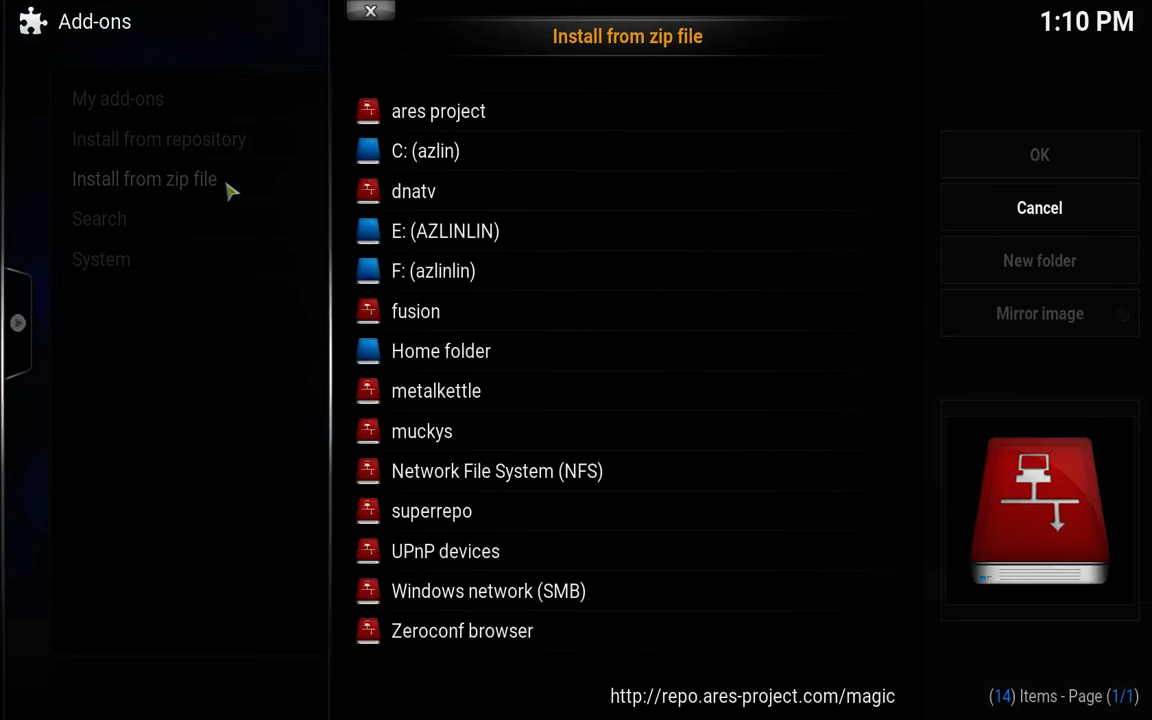 Add-ons
My add-ons
Install from repository
Install from zip file
Search
System
Install from zip file
ares project
C: (azlin)
dnatv
E: (AZLINLIN)
F: (azlinlin)
fusion
Home folder
metalkettle
muckys
Network File System (NFS)
superrepo
UPnP devices
Windows network (SMB)
Zeroconf browser
http://repo.ares-project.com/magic
1:10 PM
OK
Cancel
New folder
Mirror image
(14) Items - Page (1/1)